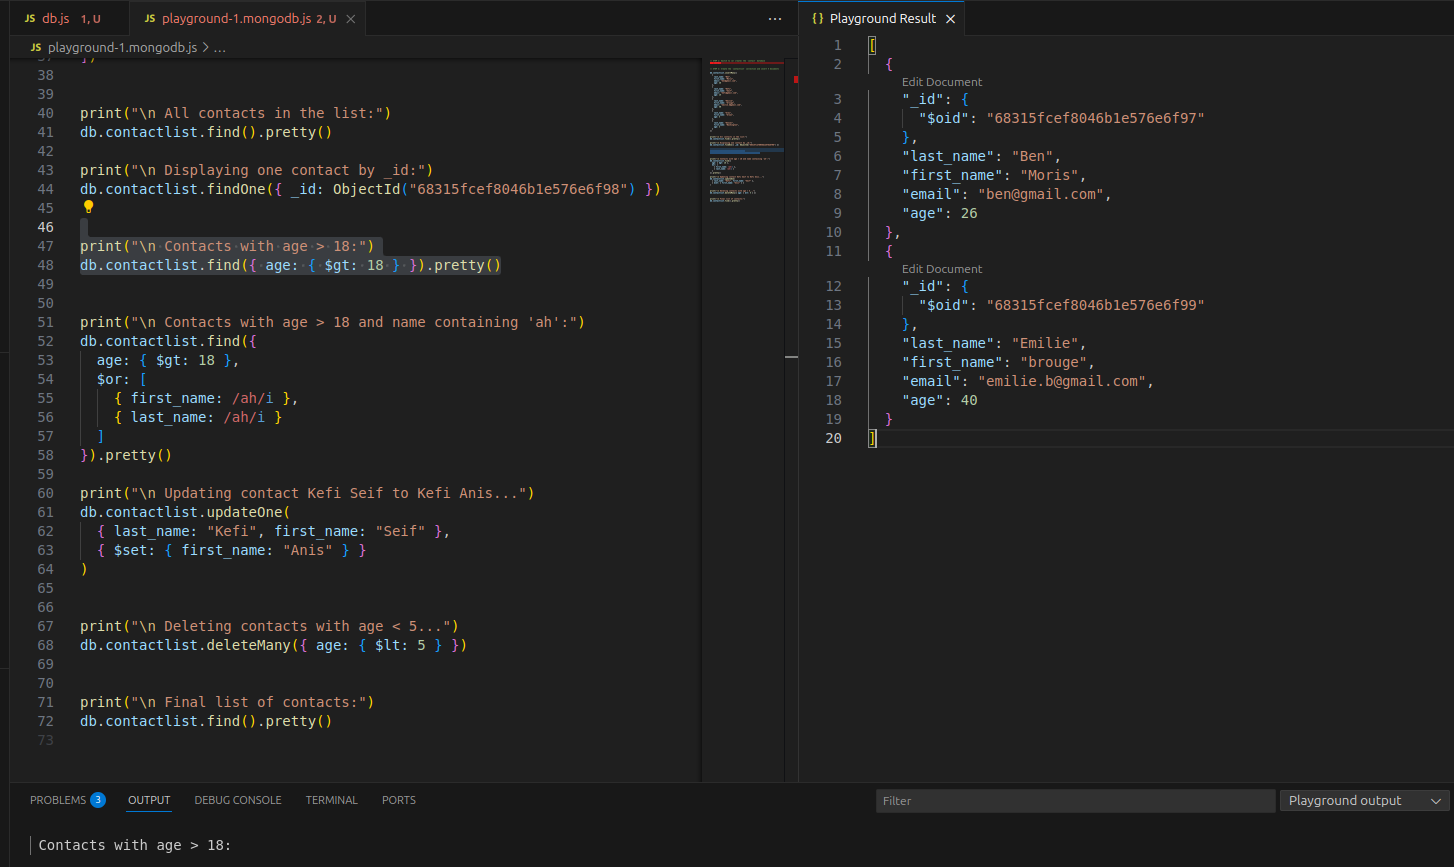 JS db.js 1, U
JS playground-1.mongodb.js 2, U
JS playground-1.mongodb.js > ...
37 ])
38
39
40 print("\n All contacts in the list:")
41 db.contactlist.find().pretty()
42
43 print("\n Displaying one contact by _id:")
44 db.contactlist.findOne({ _id: ObjectId("68315fcef8046b1e576e6f98") })
45
46
47 print("\n Contacts with age > 18:")
48 db.contactlist.find({ age: { $gt: 18 } }).pretty()
49
50
51 print("\n Contacts with age > 18 and name containing 'ah':")
52 db.contactlist.find({
53 age: { $gt: 18 },
54 $or: [
55 { first_name: /ah/i },
56 { last_name: /ah/i }
57 ]
58 }).pretty()
59
60 print("\n Updating contact Kefi Seif to Kefi Anis...")
61 db.contactlist.updateOne(
62 { last_name: "Kefi", first_name: "Seif" },
63 { $set: { first_name: "Anis" } }
64 )
65
66
67 print("\n Deleting contacts with age < 5...")
68 db.contactlist.deleteMany({ age: { $lt: 5 } })
69
70
71 print("\n Final list of contacts:")
72 db.contactlist.find().pretty()
73
{} Playground Result
1 [
2 {
Edit Document
3 "_id": {
4 "$oid": "68315fcef8046b1e576e6f97"
5 },
6 "last_name": "Ben",
7 "first_name": "Moris",
8 "email": "ben@gmail.com",
9 "age": 26
10 },
11 {
Edit Document
12 "_id": {
13 "$oid": "68315fcef8046b1e576e6f99"
14 },
15 "last_name": "Emilie",
16 "first_name": "brouge",
17 "email": "emilie.b@gmail.com",
18 "age": 40
19 }
20 ]
PROBLEMS 3 OUTPUT DEBUG CONSOLE TERMINAL PORTS
Filter
Playground output
Contacts with age > 18: